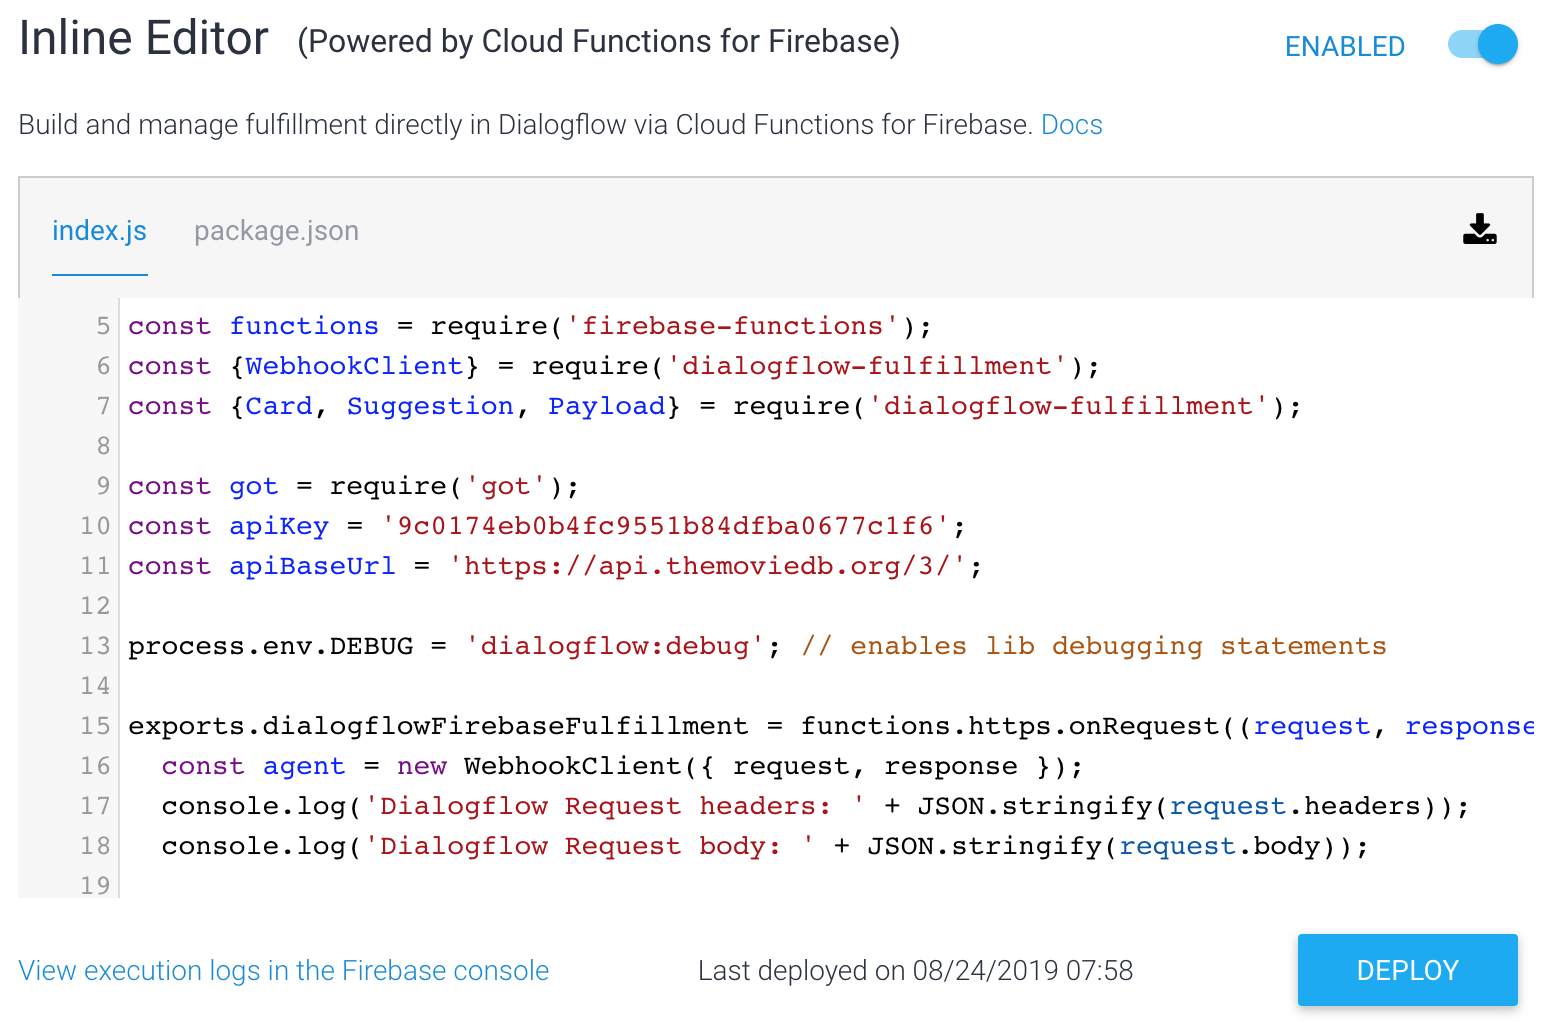 Inline Editor (Powered by Cloud Functions for Firebase)
ENABLED
Build and manage fulfillment directly in Dialogflow via Cloud Functions for Firebase. Docs
index.js package.json
5 const functions = require('firebase-functions');
6 const {WebhookClient} = require('dialogflow-fulfillment');
7 const {Card, Suggestion, Payload} = require('dialogflow-fulfillment');
8
9 const got = require('got');
10 const apiKey = '9c0174eb0b4fc9551b84dfba0677c1f6';
11 const apiBaseUrl = 'https://api.themoviedb.org/3/';
12
13 process.env.DEBUG = 'dialogflow:debug'; // enables lib debugging statements
14
15 exports.dialogflowFirebaseFulfillment = functions.https.onRequest((request, response
16   const agent = new WebhookClient({ request, response });
17   console.log('Dialogflow Request headers: ' + JSON.stringify(request.headers));
18   console.log('Dialogflow Request body: ' + JSON.stringify(request.body));
19
View execution logs in the Firebase console
Last deployed on 08/24/2019 07:58
DEPLOY